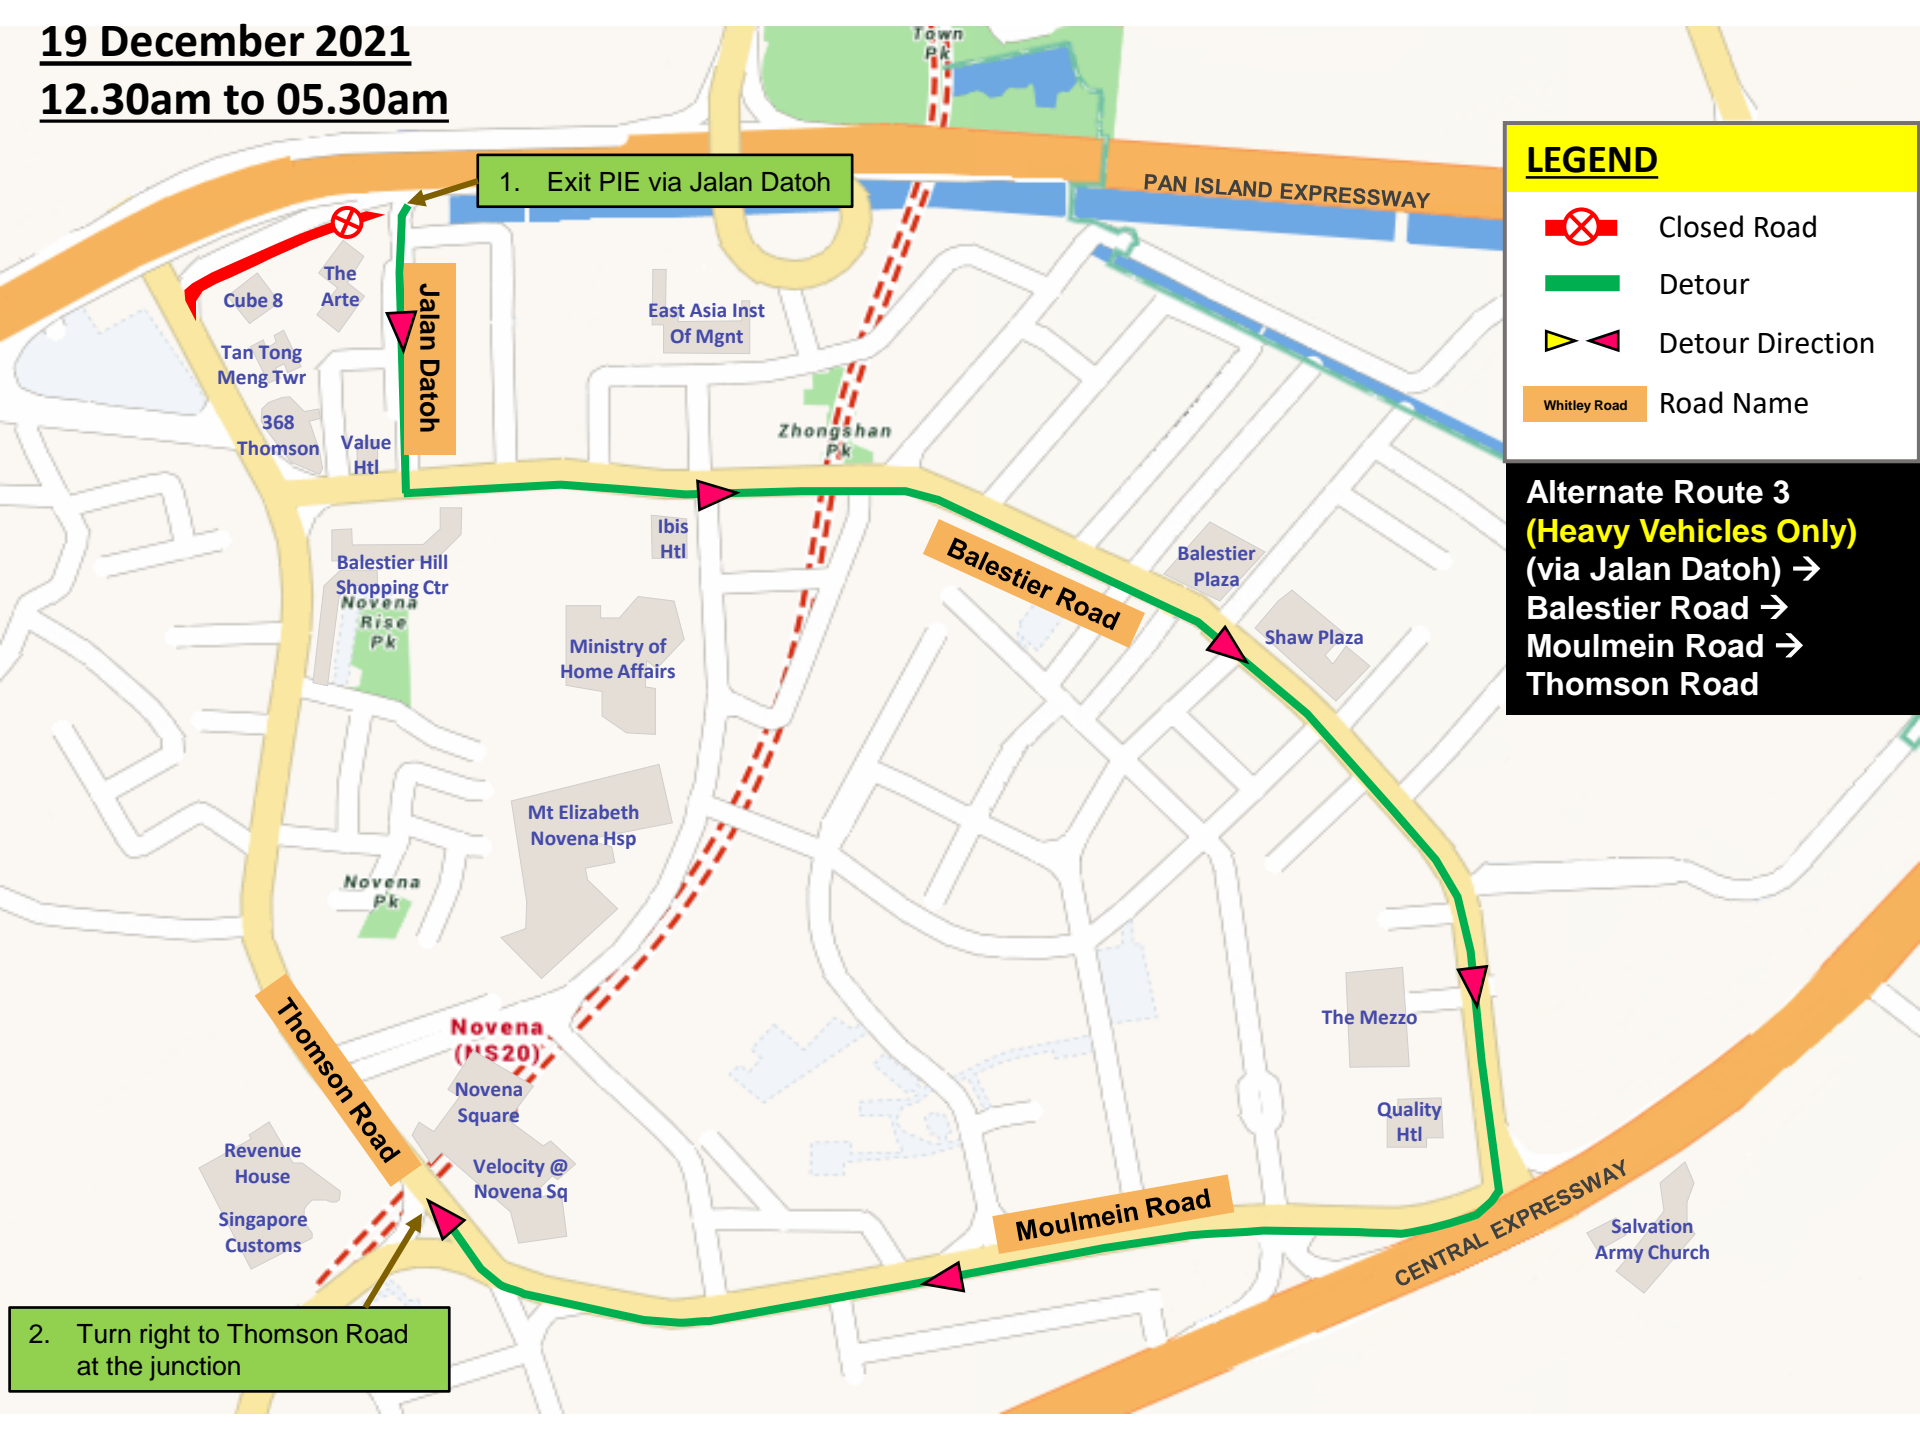 19 December 2021
12.30am to 05.30am
Town
Pk
1. Exit PIE via Jalan Datoh
PAN ISLAND EXPRESSWAY
LEGEND
Closed Road
Detour
Detour Direction
Whitley Road
Road Name
Alternate Route 3
(Heavy Vehicles Only)
(via Jalan Datoh) →
Balestier Road →
Moulmein Road →
Thomson Road
The
Arte
Cube 8
Jalan Datoh
East Asia Inst
Of Mgnt
Tan Tong
Meng Twr
368
Thomson
Value
Htl
Zhongshan
Pk
Ibis
Htl
Balestier Road
Balestier
Plaza
Balestier Hill
Shopping Ctr
Novena
Rise
Pk
Shaw Plaza
Ministry of
Home Affairs
Mt Elizabeth
Novena Hsp
Novena
Pk
Thomson Road
Novena
(NS20)
The Mezzo
Novena
Square
Quality
Htl
Revenue
House
Velocity @
Novena Sq
Singapore
Customs
Moulmein Road
CENTRAL EXPRESSWAY
Salvation
Army Church
2. Turn right to Thomson Road
at the junction